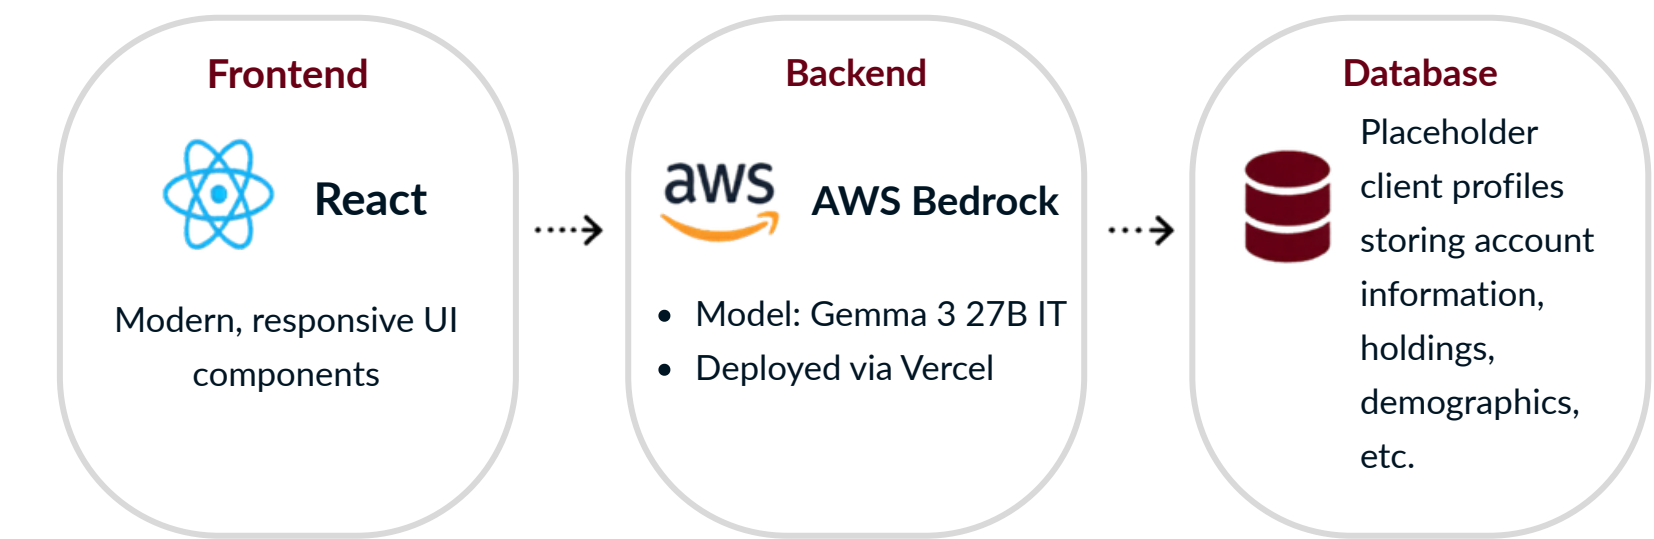 Frontend
React
Modern, responsive UI
components
Backend
aws
AWS Bedrock
• Model: Gemma 3 27B IT
• Deployed via Vercel
Database
Placeholder
client profiles
storing account
information,
holdings,
demographics,
etc.